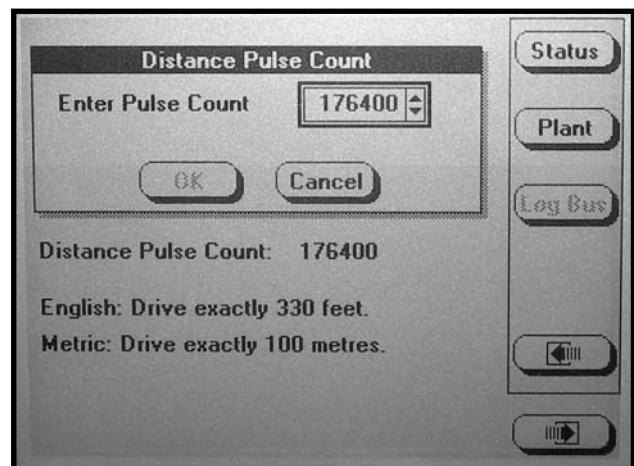 Distance Pulse Count
Enter Pulse Count 176400
OK Cancel
Distance Pulse Count: 176400
English: Drive exactly 330 feet.
Metric: Drive exactly 100 metres.
Status
Plant
Log Bus